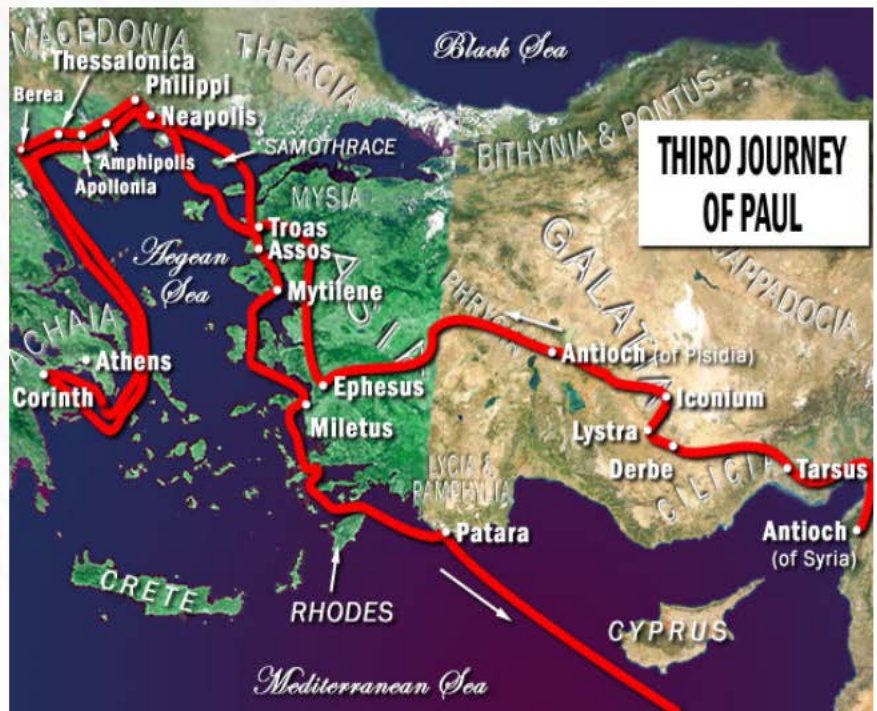 MACEDONIA
Thessalonica
Berea
Philippi
Neapolis
Amphipolis
Apollonia
THRACIA
Black Sea
SAMOTHRACE
BITHYNIA & PONTUS
THIRD JOURNEY
OF PAUL
MYSIA
Troas
Assos
Aegean
Sea
Mytilene
ASIA
PHRYGIA
GALATIA
CAPPADOCIA
ACHAIA
Athens
Corinth
Ephesus
Miletus
Antioch (of Pisidia)
Iconium
Lystra
Derbe
CILICIA
Tarsus
Antioch
(of Syria)
LYCIA &
PAMPHYLIA
Patara
CRETE
RHODES
CYPRUS
Mediterranean Sea